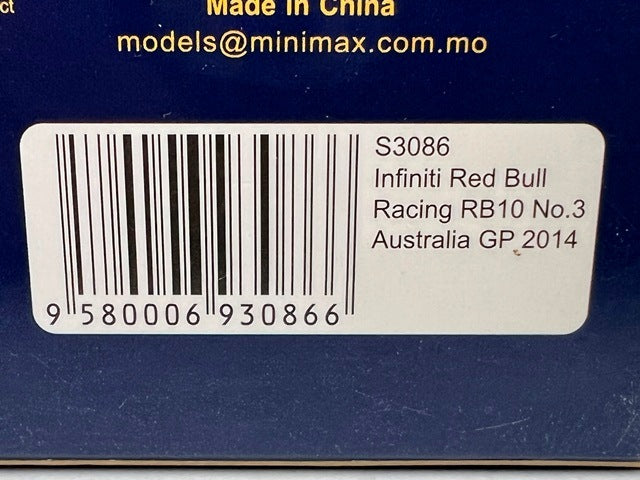 ct
Made in China
models@minimax.com.mo
S3086
Infiniti Red Bull
Racing RB10 No.3
Australia GP 2014
9 580006 930866